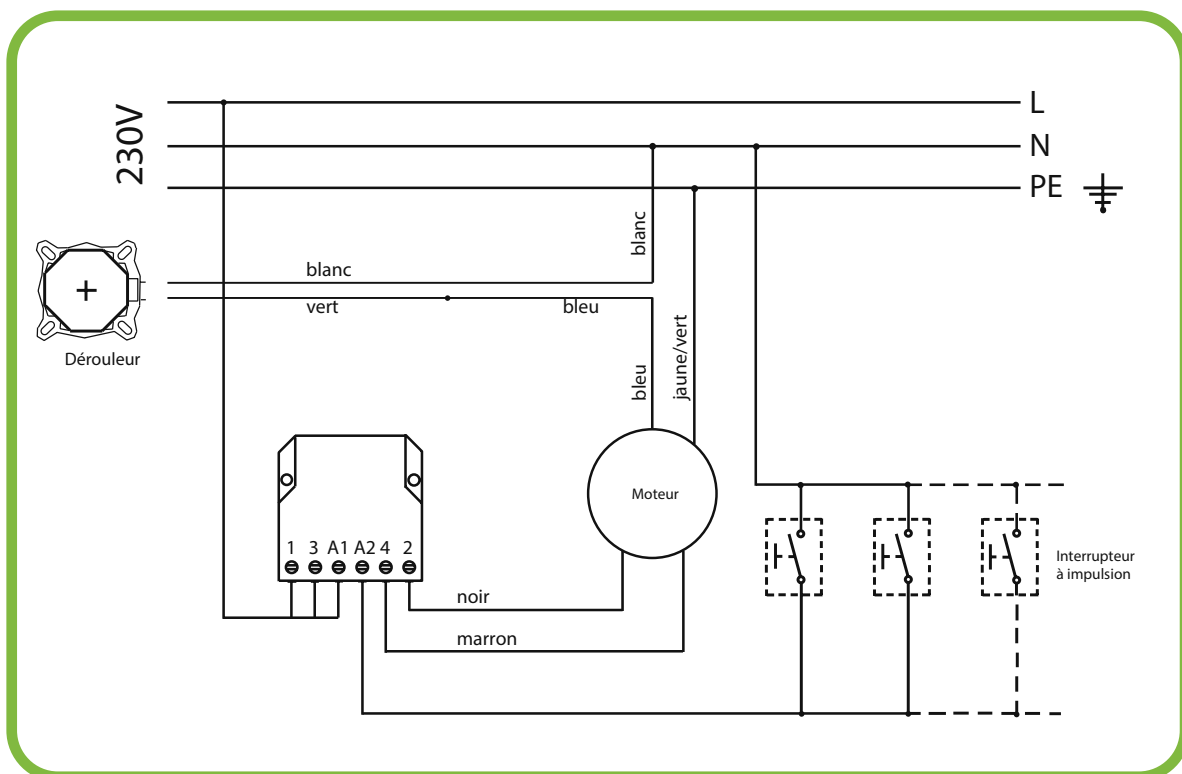 230V
L
N
PE
blanc
blanc
vert
bleu
Dérouleur
bleu
jaune/vert
Moteur
1 3 A1 A2 4 2
Interrupteur
à impulsion
noir
marron